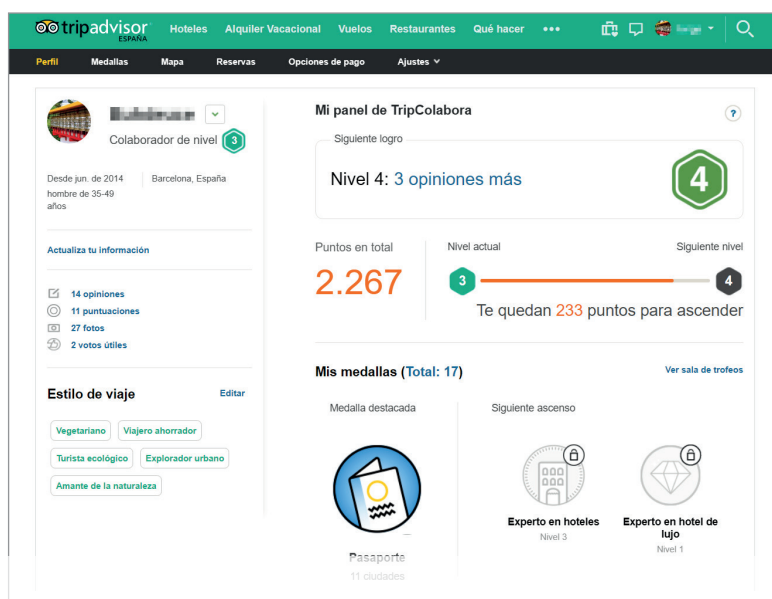 tripadvisor
ESPAÑA
Hoteles Alquiler Vacacional Vuelos Restaurantes Qué hacer •••
Perfil Medallas Mapa Reservas Opciones de pago Ajustes
Colaborador de nivel 3
Desde jun. de 2014
hombre de 35-49
años
Barcelona, España
Actualiza tu información
14 opiniones
11 puntuaciones
27 fotos
2 votos útiles
Estilo de viaje Editar
Vegetariano Viajero ahorrador
Turista ecológico Explorador urbano
Amante de la naturaleza
Mi panel de TripColabora ?
Siguiente logro
Nivel 4: 3 opiniones más 4
Puntos en total
2.267
Nivel actual Siguiente nivel
3 4
Te quedan 233 puntos para ascender
Mis medallas (Total: 17) Ver sala de trofeos
Medalla destacada
Pasaporte
11 ciudades
Siguiente ascenso
Experto en hoteles
Nivel 3
Experto en hotel de
lujo
Nivel 1